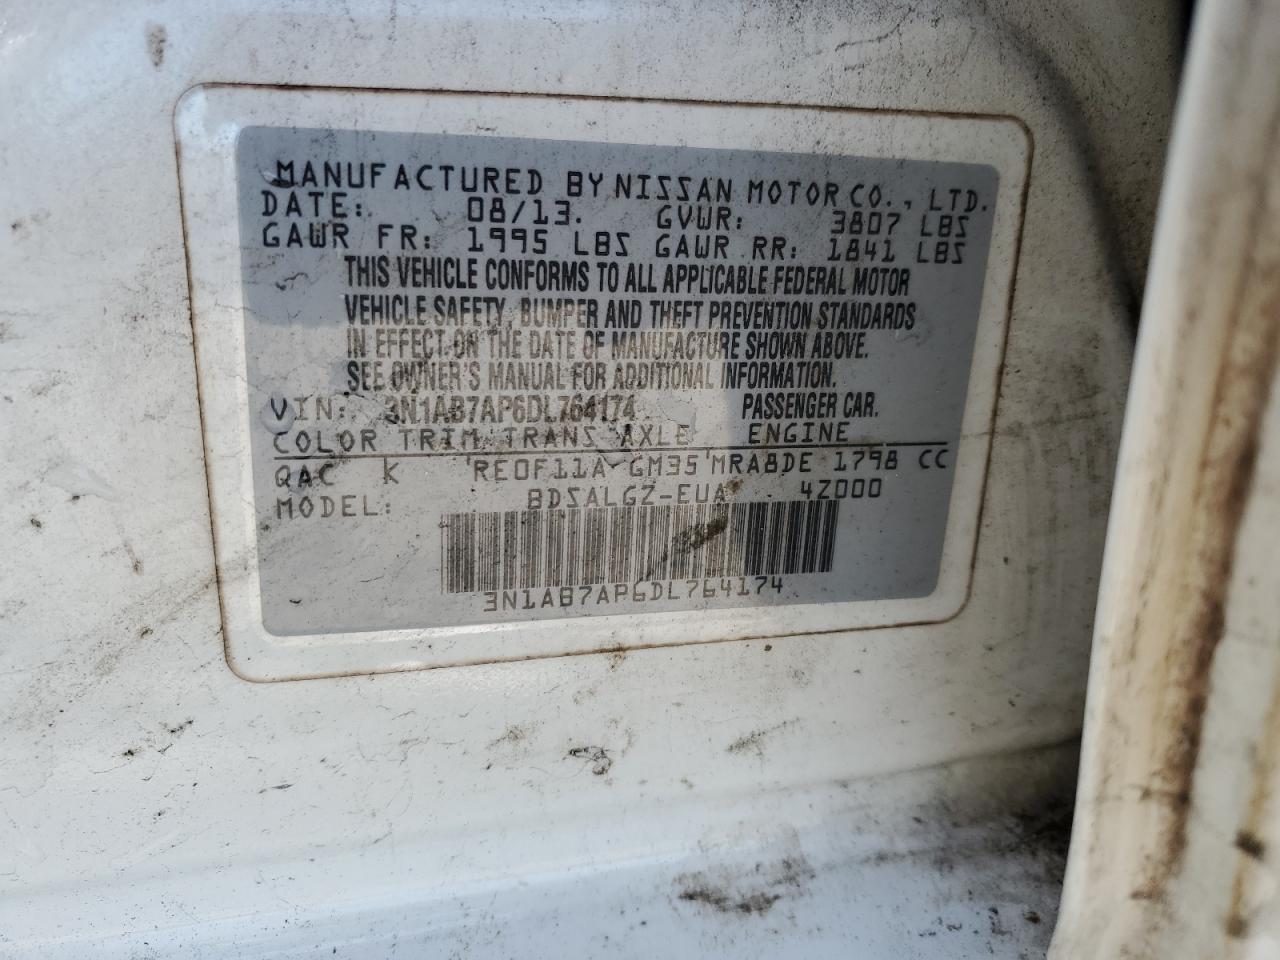 MANUFACTURED BY NISSAN MOTOR CO., LTD.
DATE: 08/13. GVWR: 3807 LBS
GAWR FR: 1995 LBS GAWR RR: 1841 LBS
THIS VEHICLE CONFORMS TO ALL APPLICABLE FEDERAL MOTOR
VEHICLE SAFETY, BUMPER AND THEFT PREVENTION STANDARDS
IN EFFECT ON THE DATE OF MANUFACTURE SHOWN ABOVE.
SEE OWNER'S MANUAL FOR ADDITIONAL INFORMATION.
VIN: 3N1AB7AP6DL764174 PASSENGER CAR.
COLOR TRIM TRANS AXLE ENGINE
QAC K RE0F11A GM35 MRA8DE 1798 CC
MODEL: BDSALGZ-EUA 4Z000
3N1AB7AP6DL764174